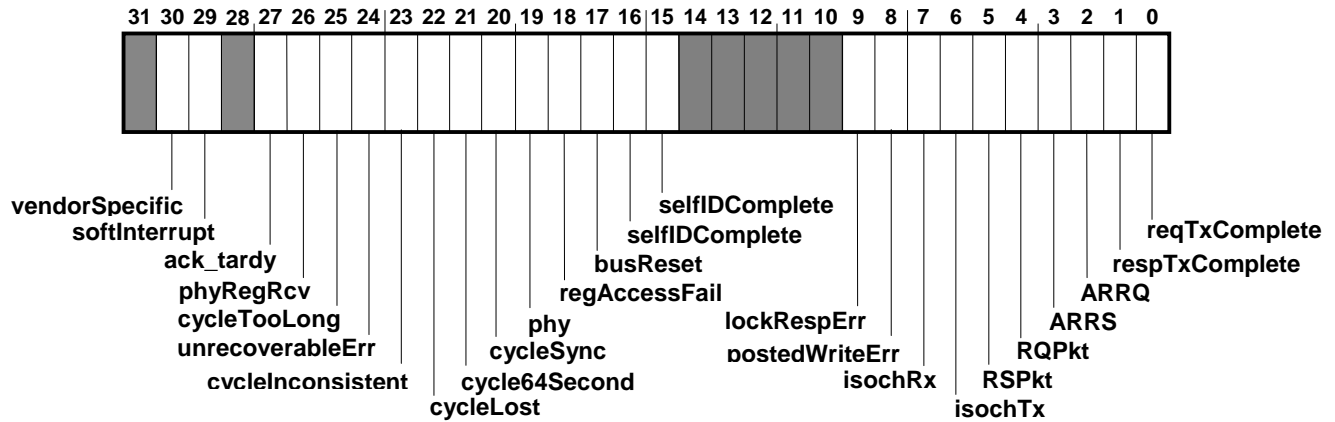 31 30 29 28 27 26 25 24 23 22 21 20 19 18 17 16 15 14 13 12 11 10 9 8 7 6 5 4 3 2 1 0
vendorSpecific
softInterrupt
ack_tardy
phyRegRcv
cycleTooLong
unrecoverableErr
cycleInconsistent
cycleLost
cycle64Second
cycleSync
phy
regAccessFail
busReset
selfIDComplete
selfIDComplete
lockRespErr
postedWriteErr
isochRx
isochTx
RSPkt
RQPkt
ARRS
ARRQ
respTxComplete
reqTxComplete